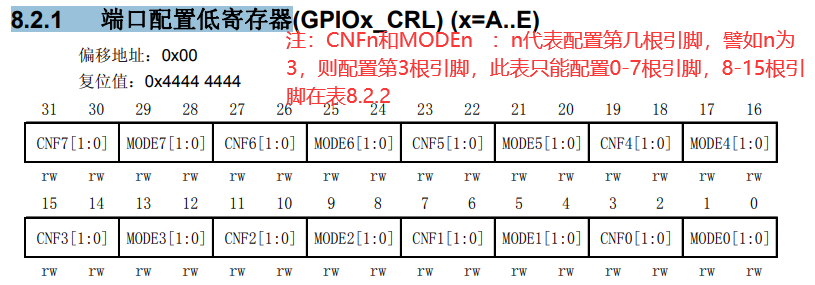 8.2.1 端口配置低寄存器(GPIOx_CRL) (x=A..E)
偏移地址：0x00
复位值：0x4444 4444
注：CNFn和MODEn ：n代表配置第几根引脚，譬如n为
3，则配置第3根引脚，此表只能配置0-7根引脚，8-15根引
脚在表8.2.2
31 30 29 28 27 26 25 24 23 22 21 20 19 18 17 16
CNF7[1:0] MODE7[1:0] CNF6[1:0] MODE6[1:0] CNF5[1:0] MODE5[1:0] CNF4[1:0] MODE4[1:0]
rw rw rw rw rw rw rw rw rw rw rw rw rw rw rw rw
15 14 13 12 11 10 9 8 7 6 5 4 3 2 1 0
CNF3[1:0] MODE3[1:0] CNF2[1:0] MODE2[1:0] CNF1[1:0] MODE1[1:0] CNF0[1:0] MODE0[1:0]
rw rw rw rw rw rw rw rw rw rw rw rw rw rw rw rw